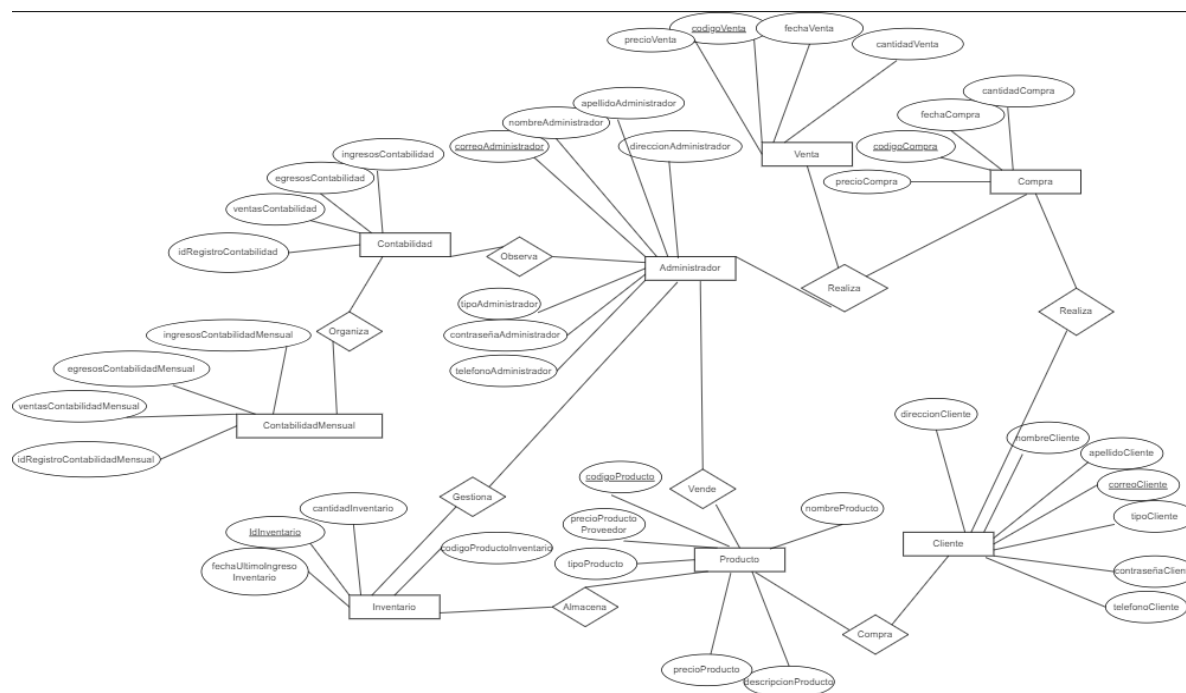 codigoVenta
fechaVenta
precioVenta
cantidadVenta
apellidoAdministrador
nombreAdministrador
correoAdministrador
direccionAdministrador
cantidadCompra
fechaCompra
codigoCompra
precioCompra
Venta
Compra
ingresosContabilidad
egresosContabilidad
ventasContabilidad
idRegistroContabilidad
Contabilidad
Observa
Administrador
Realiza
Realiza
tipoAdministrador
contraseñaAdministrador
telefonoAdministrador
Organiza
ingresosContabilidadMensual
egresosContabilidadMensual
ventasContabilidadMensual
ContabilidadMensual
idRegistroContabilidadMensual
direccionCliente
nombreCliente
apellidoCliente
correoCliente
tipoCliente
Cliente
contraseñaClient
telefonoCliente
Gestiona
Vende
codigoProducto
nombreProducto
precioProducto
Proveedor
tipoProducto
Producto
cantidadInventario
IdInventario
codigoProductoInventario
fechaUltimoIngreso
Inventario
Inventario
Almacena
Compra
precioProducto
descripcionProducto